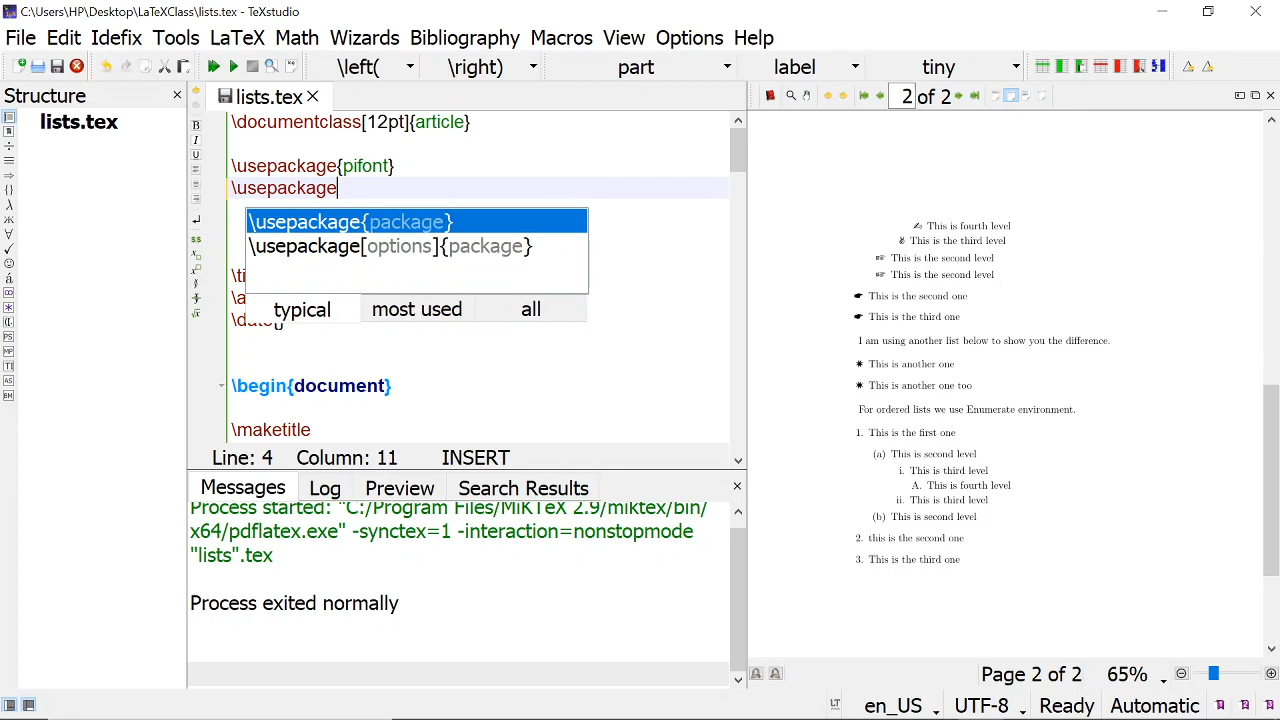 C:\Users\HP\Desktop\LaTeXClass\lists.tex - TeXstudio
File Edit Idefix Tools LaTeX Math Wizards Bibliography Macros View Options Help
\left( \right) part label tiny
Structure
lists.tex
lists.tex
2 of 2
\documentclass[12pt]{article}
\usepackage{pifont}
\usepackage
\usepackage{package}
\usepackage[options]{package}
typical most used all
\ti
\a
\date{}
\begin{document}
\maketitle
Line: 4 Column: 11 INSERT
Messages Log Preview Search Results
Process started: "C:/Program Files/MiKTeX 2.9/miktex/bin/
x64/pdflatex.exe" -synctex=1 -interaction=nonstopmode
"lists".tex
Process exited normally
✍ This is fourth level
✌ This is the third level
☞ This is the second level
☞ This is the second level
☛ This is the second one
☛ This is the third one
I am using another list below to show you the difference.
✷ This is another one
✷ This is another one too
For ordered lists we use Enumerate environment.
1. This is the first one
(a) This is second level
i. This is third level
A. This is fourth level
ii. This is third level
(b) This is second level
2. this is the second one
3. This is the third one
Page 2 of 2 65%
en_US UTF-8 Ready Automatic